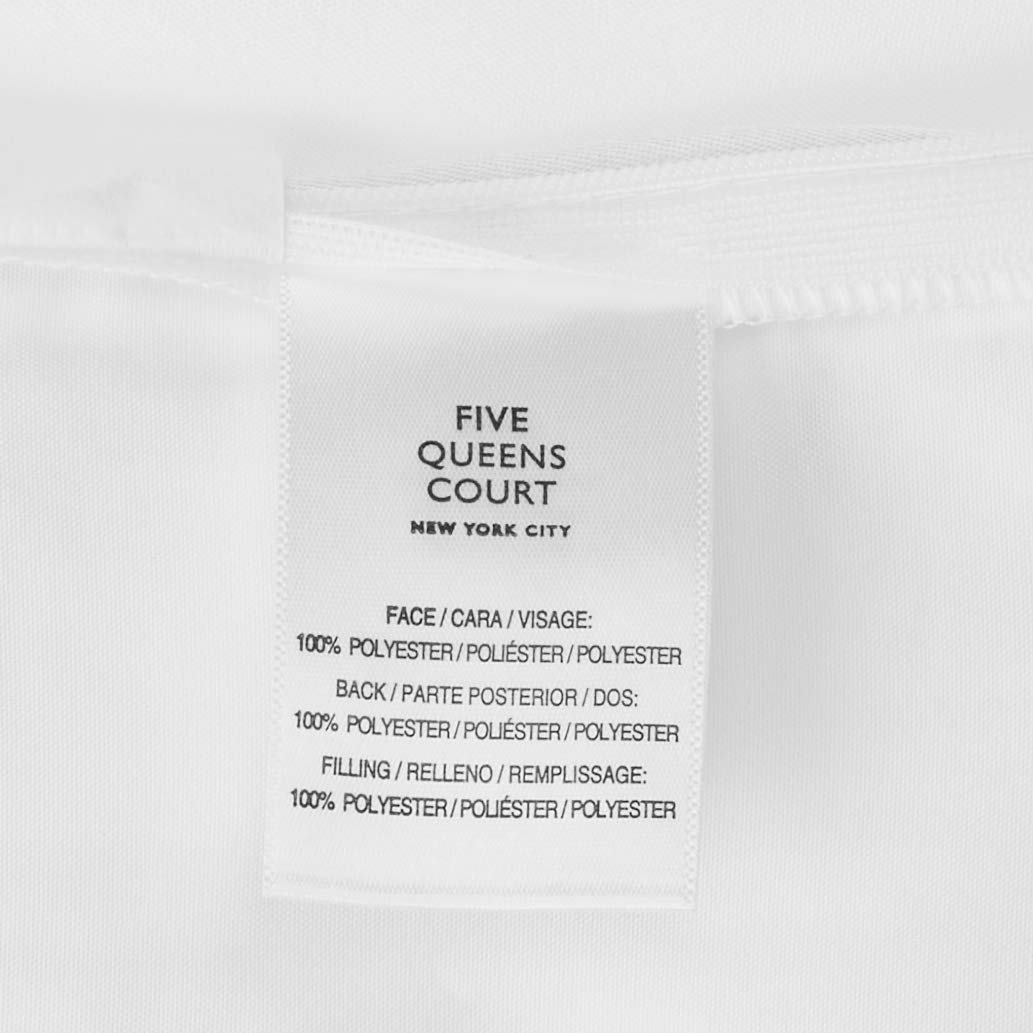 FIVE
QUEENS
COURT
NEW YORK CITY
FACE / CARA / VISAGE:
100% POLYESTER / POLIÉSTER / POLYESTER
BACK / PARTE POSTERIOR / DOS:
100% POLYESTER / POLIÉSTER / POLYESTER
FILLING / RELLENO / REMPLISSAGE:
100% POLYESTER / POLIÉSTER / POLYESTER